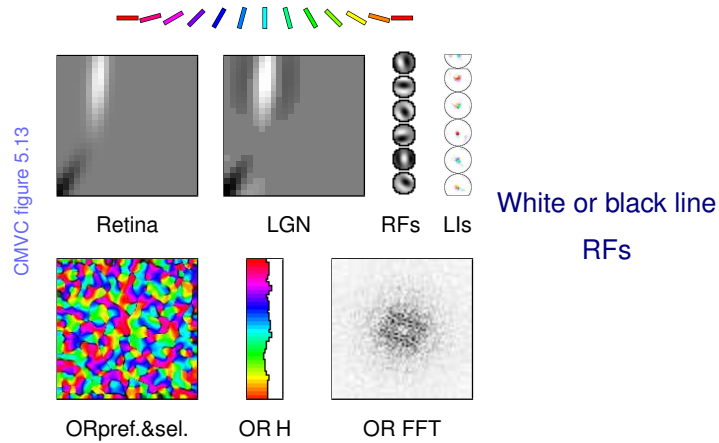 CMVC figure 5.13
Retina
LGN
RFs
LIs
White or black line
RFs
ORpref.&sel.
OR H
OR FFT